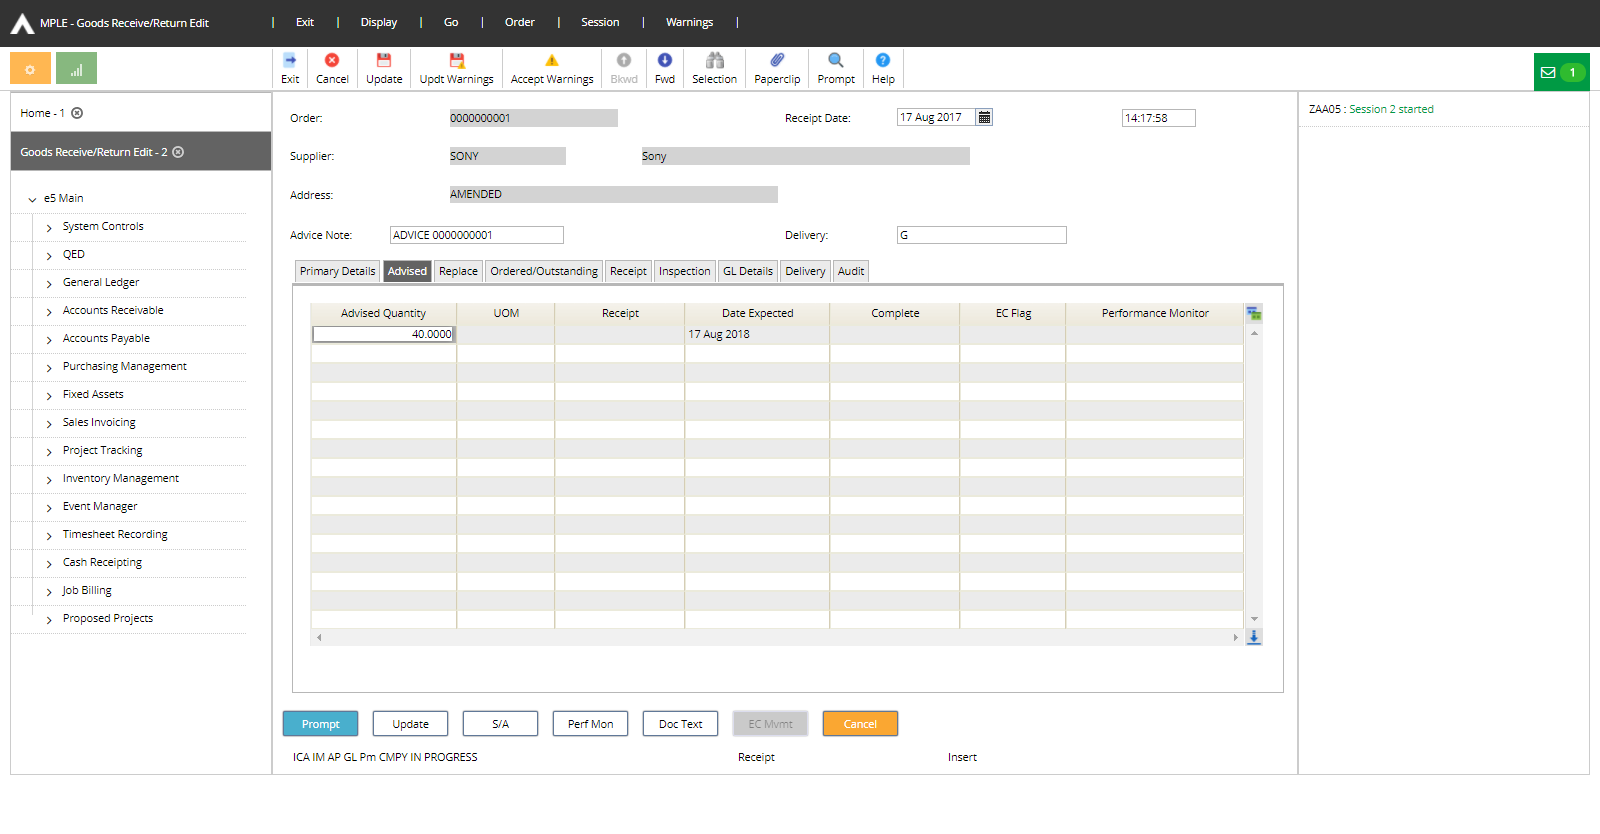 MPLE - Goods Receive/Return Edit | Exit | Display | Go | Order | Session | Warnings |
Exit Cancel Update Updt Warnings Accept Warnings Bkwd Fwd Selection Paperclip Prompt Help 1
Home - 1
Goods Receive/Return Edit - 2
e5 Main
System Controls
QED
General Ledger
Accounts Receivable
Accounts Payable
Purchasing Management
Fixed Assets
Sales Invoicing
Project Tracking
Inventory Management
Event Manager
Timesheet Recording
Cash Receipting
Job Billing
Proposed Projects
Order: 0000000001 Receipt Date: 17 Aug 2017 14:17:58
Supplier: SONY Sony
Address: AMENDED
Advice Note: ADVICE 0000000001 Delivery: G
Primary Details Advised Replace Ordered/Outstanding Receipt Inspection GL Details Delivery Audit
Advised Quantity UOM Receipt Date Expected Complete EC Flag Performance Monitor
40.0000 17 Aug 2018
Prompt Update S/A Perf Mon Doc Text EC Mvmt Cancel
ICA IM AP GL Pm CMPY IN PROGRESS Receipt Insert
ZAA05 : Session 2 started